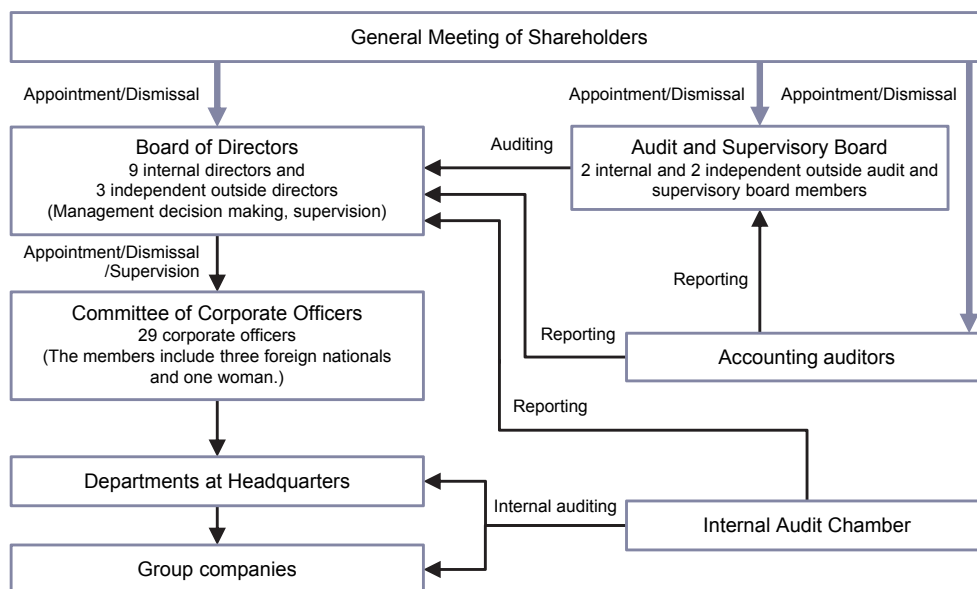 General Meeting of Shareholders
Appointment/Dismissal
Appointment/Dismissal
Appointment/Dismissal
Board of Directors
9 internal directors and
3 independent outside directors
(Management decision making, supervision)
Auditing
Audit and Supervisory Board
2 internal and 2 independent outside audit and
supervisory board members
Appointment/Dismissal
/Supervision
Reporting
Committee of Corporate Officers
29 corporate officers
(The members include three foreign nationals
and one woman.)
Reporting
Accounting auditors
Reporting
Departments at Headquarters
Internal auditing
Internal Audit Chamber
Group companies